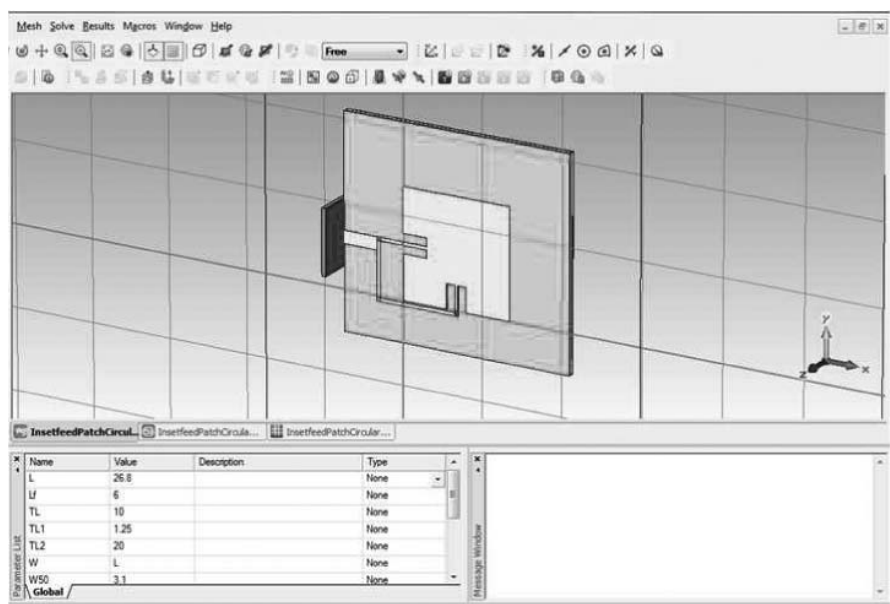 Mesh Solve Results Macros Window Help
Free
y
z x
InsetfeedPatchCircul... InsetfeedPatchCircula... InsetfeedPatchCircular...
Name Value Description Type
L 26.8 None
Lf 6 None
TL 10 None
TL1 1.25 None
TL2 20 None
W L None
W50 3.1 None
Global
Parameter List
Message Window